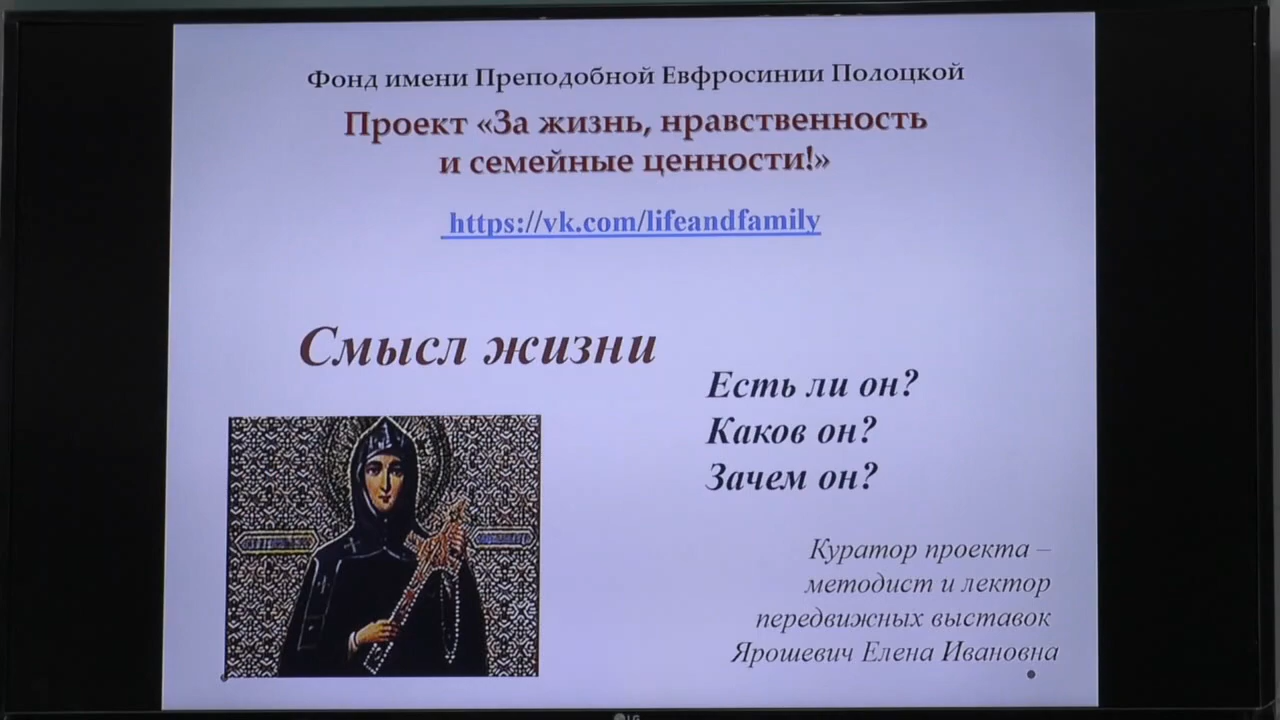 Фонд имени Преподобной Евфросинии Полоцкой
Проект «За жизнь, нравственность
и семейные ценности!»
https://vk.com/lifeandfamily
Смысл жизни
Есть ли он?
Каков он?
Зачем он?
Куратор проекта –
методист и лектор
передвижных выставок
Ярошевич Елена Ивановна
LG